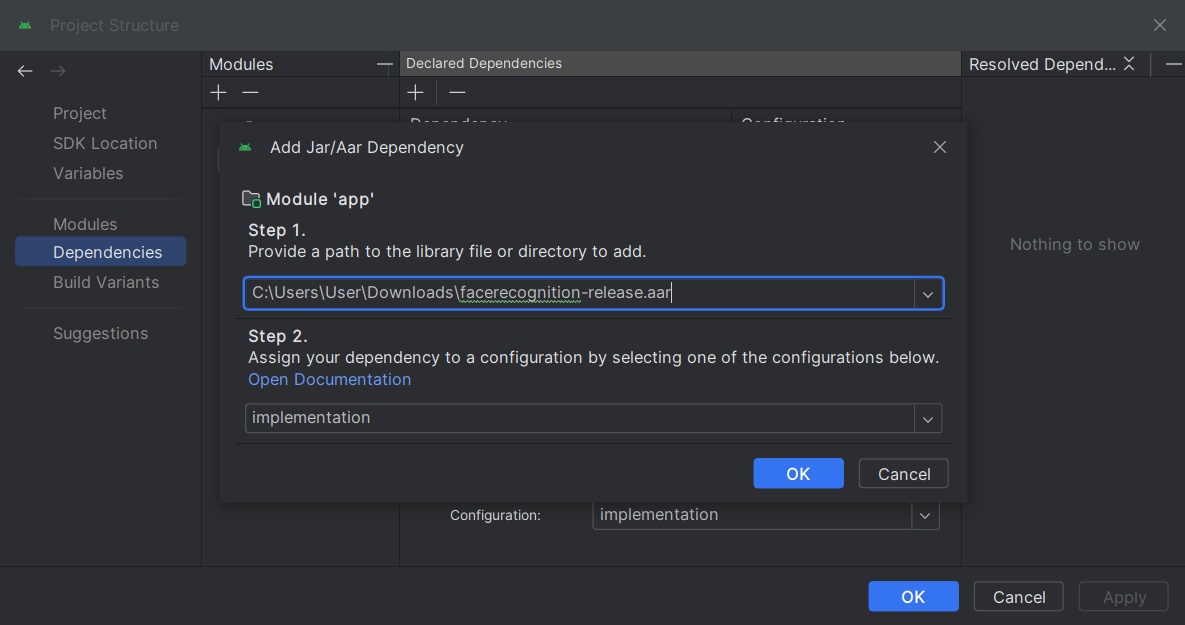 Project Structure
Modules
Declared Dependencies
Resolved Depend...
Project
SDK Location
Variables
Modules
Dependencies
Build Variants
Suggestions
Dependency
Configuration
Add Jar/Aar Dependency
Module 'app'
Step 1.
Provide a path to the library file or directory to add.
C:\Users\User\Downloads\facerecognition-release.aar
Step 2.
Assign your dependency to a configuration by selecting one of the configurations below.
Open Documentation
implementation
OK
Cancel
Nothing to show
Configuration:
implementation
OK
Cancel
Apply